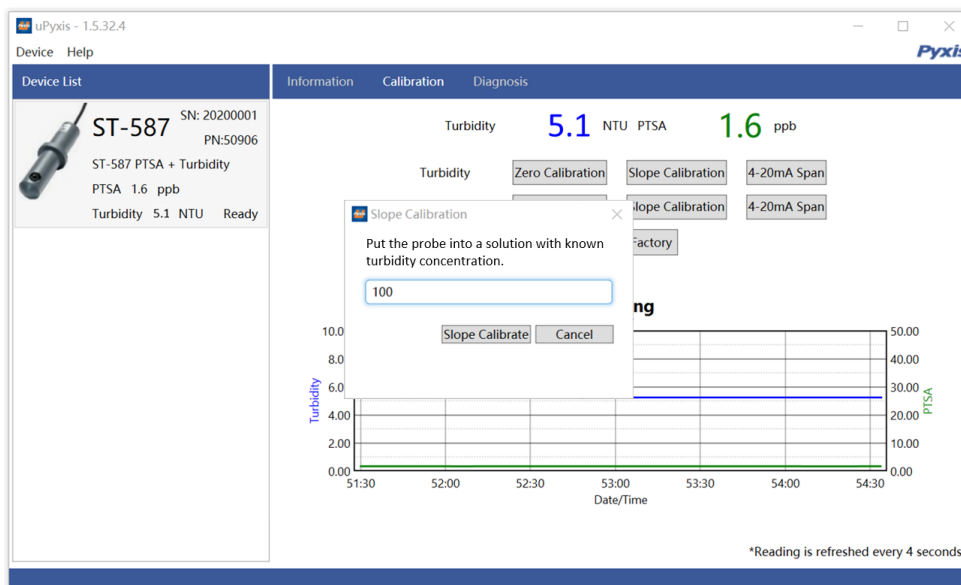 uPyxis - 1.5.32.4
Device Help
Pyxis
Device List
Information Calibration Diagnosis
ST-587
SN: 20200001
PN:50906
ST-587 PTSA + Turbidity
PTSA 1.6 ppb
Turbidity 5.1 NTU Ready
Turbidity 5.1 NTU PTSA 1.6 ppb
Turbidity Zero Calibration Slope Calibration 4-20mA Span
Slope Calibration 4-20mA Span
Factory
Slope Calibration
Put the probe into a solution with known
turbidity concentration.
100
Slope Calibrate Cancel
ng
10.0 50.00
8.0 40.00
6.0 30.00
4.00 20.00
2.00 10.00
0.00 0.00
Turbidity
PTSA
51:30 52:00 52:30 53:00 53:30 54:00 54:30
Date/Time
*Reading is refreshed every 4 seconds